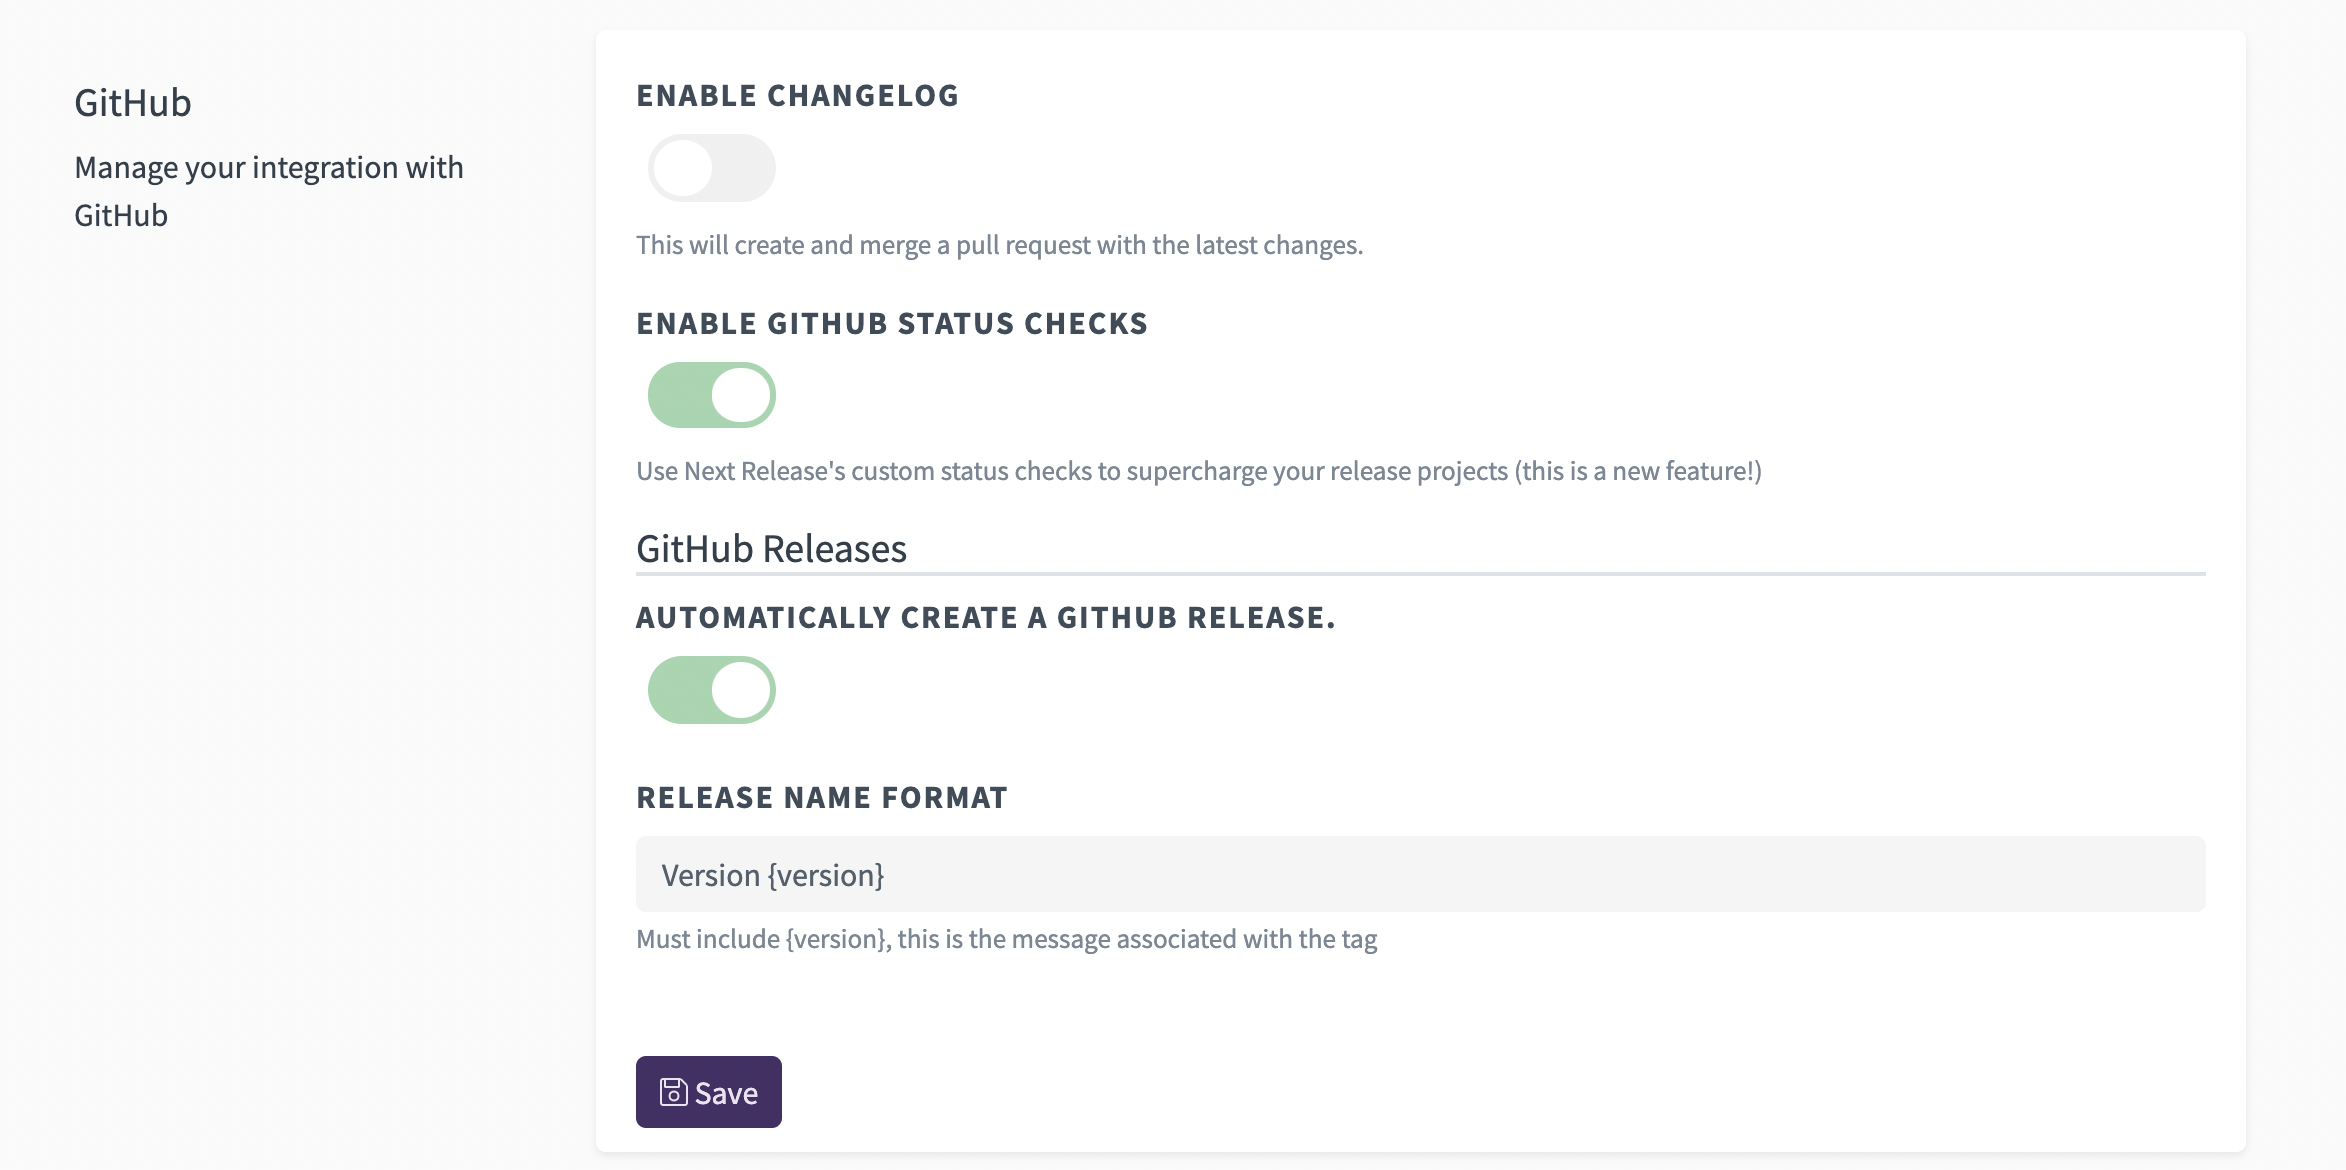 GitHub
Manage your integration with
GitHub
ENABLE CHANGELOG
This will create and merge a pull request with the latest changes.
ENABLE GITHUB STATUS CHECKS
Use Next Release's custom status checks to supercharge your release projects (this is a new feature!)
GitHub Releases
AUTOMATICALLY CREATE A GITHUB RELEASE.
RELEASE NAME FORMAT
Version {version}
Must include {version}, this is the message associated with the tag
Save